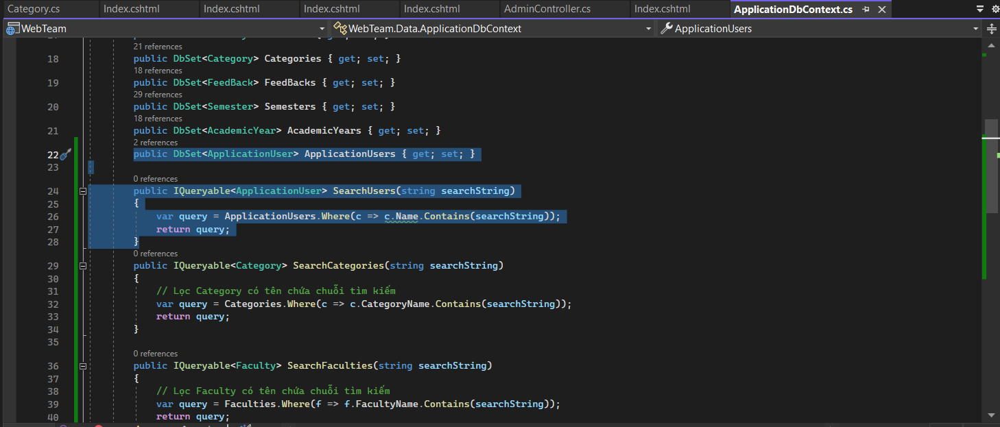 Category.cs Index.cshtml Index.cshtml Index.cshtml Index.cshtml AdminController.cs Index.cshtml ApplicationDbContext.cs
WebTeam WebTeam.Data.ApplicationDbContext ApplicationUsers
21 references
18 public DbSet<Category> Categories { get; set; }
18 references
19 public DbSet<FeedBack> FeedBacks { get; set; }
29 references
20 public DbSet<Semester> Semesters { get; set; }
18 references
21 public DbSet<AcademicYear> AcademicYears { get; set; }
2 references
22 public DbSet<ApplicationUser> ApplicationUsers { get; set; }
23
0 references
24 public IQueryable<ApplicationUser> SearchUsers(string searchString)
25 {
26 var query = ApplicationUsers.Where(c => c.Name.Contains(searchString));
27 return query;
28 }
0 references
29 public IQueryable<Category> SearchCategories(string searchString)
30 {
31 // Lọc Category có tên chứa chuỗi tìm kiếm
32 var query = Categories.Where(c => c.CategoryName.Contains(searchString));
33 return query;
34 }
35
0 references
36 public IQueryable<Faculty> SearchFaculties(string searchString)
37 {
38 // Lọc Faculty có tên chứa chuỗi tìm kiếm
39 var query = Faculties.Where(f => f.FacultyName.Contains(searchString));
40 return query;